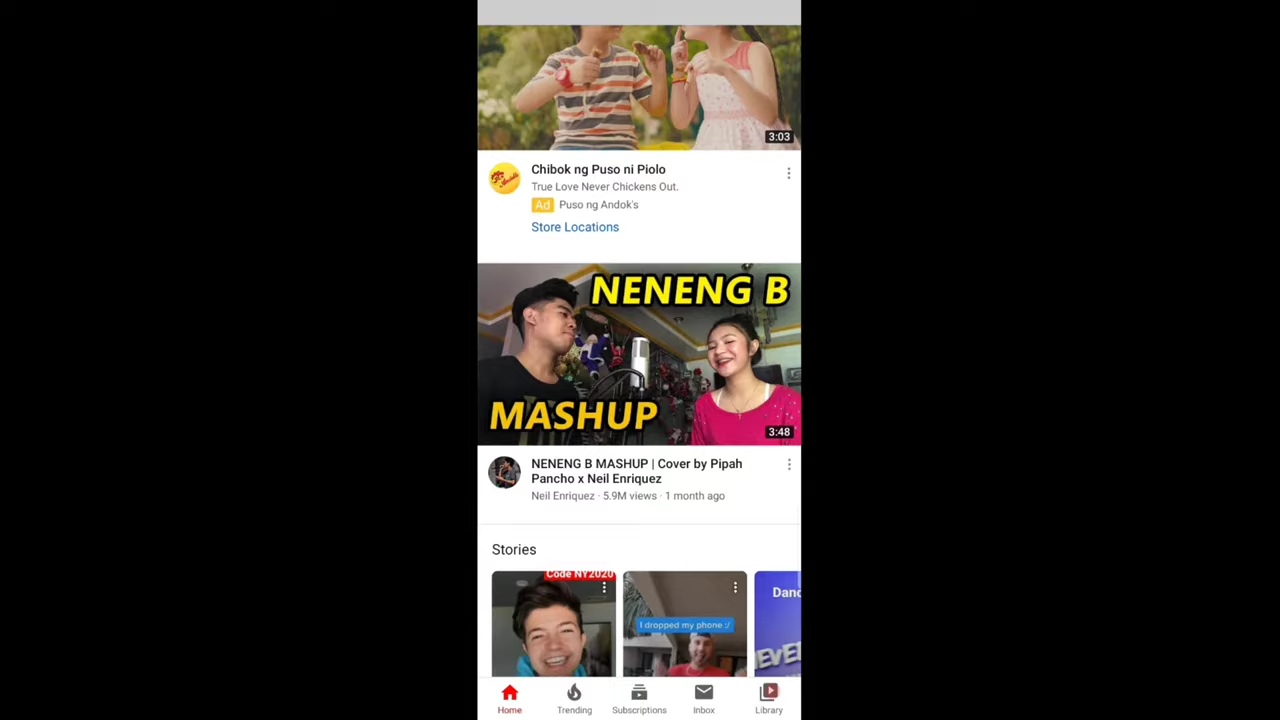 3:03
Chibok ng Puso ni Piolo
True Love Never Chickens Out.
Ad Puso ng Andok's
Store Locations
NENENG B
MASHUP
3:48
NENENG B MASHUP | Cover by Pipah
Pancho x Neil Enriquez
Neil Enriquez · 5.9M views · 1 month ago
Stories
Code NY2020
I dropped my phone :/
Danc
EVE
Home
Trending
Subscriptions
Inbox
Library